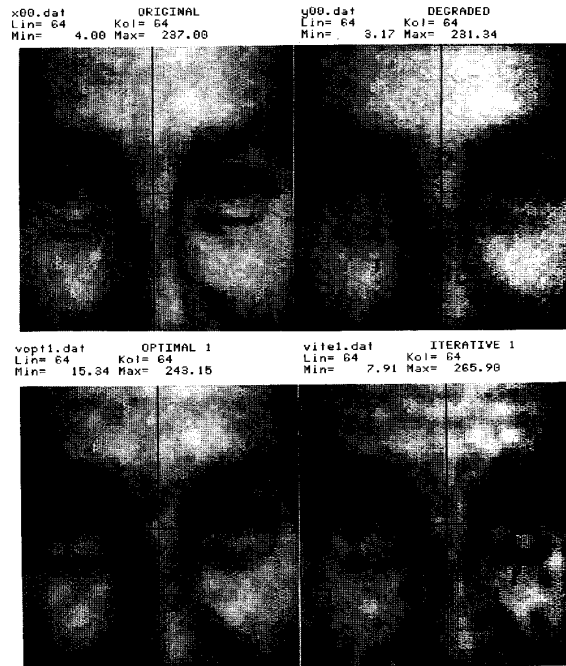 x00.dat ORIGINAL
Lin= 64 Kol= 64
Min= 4.00 Max= 237.00
y00.dat DEGRADED
Lin= 64 Kol= 64
Min= 3.17 Max= 231.34
vopt1.dat OPTIMAL 1
Lin= 64 Kol= 64
Min= 15.34 Max= 243.15
vite1.dat ITERATIVE 1
Lin= 64 Kol= 64
Min= 7.91 Max= 265.90